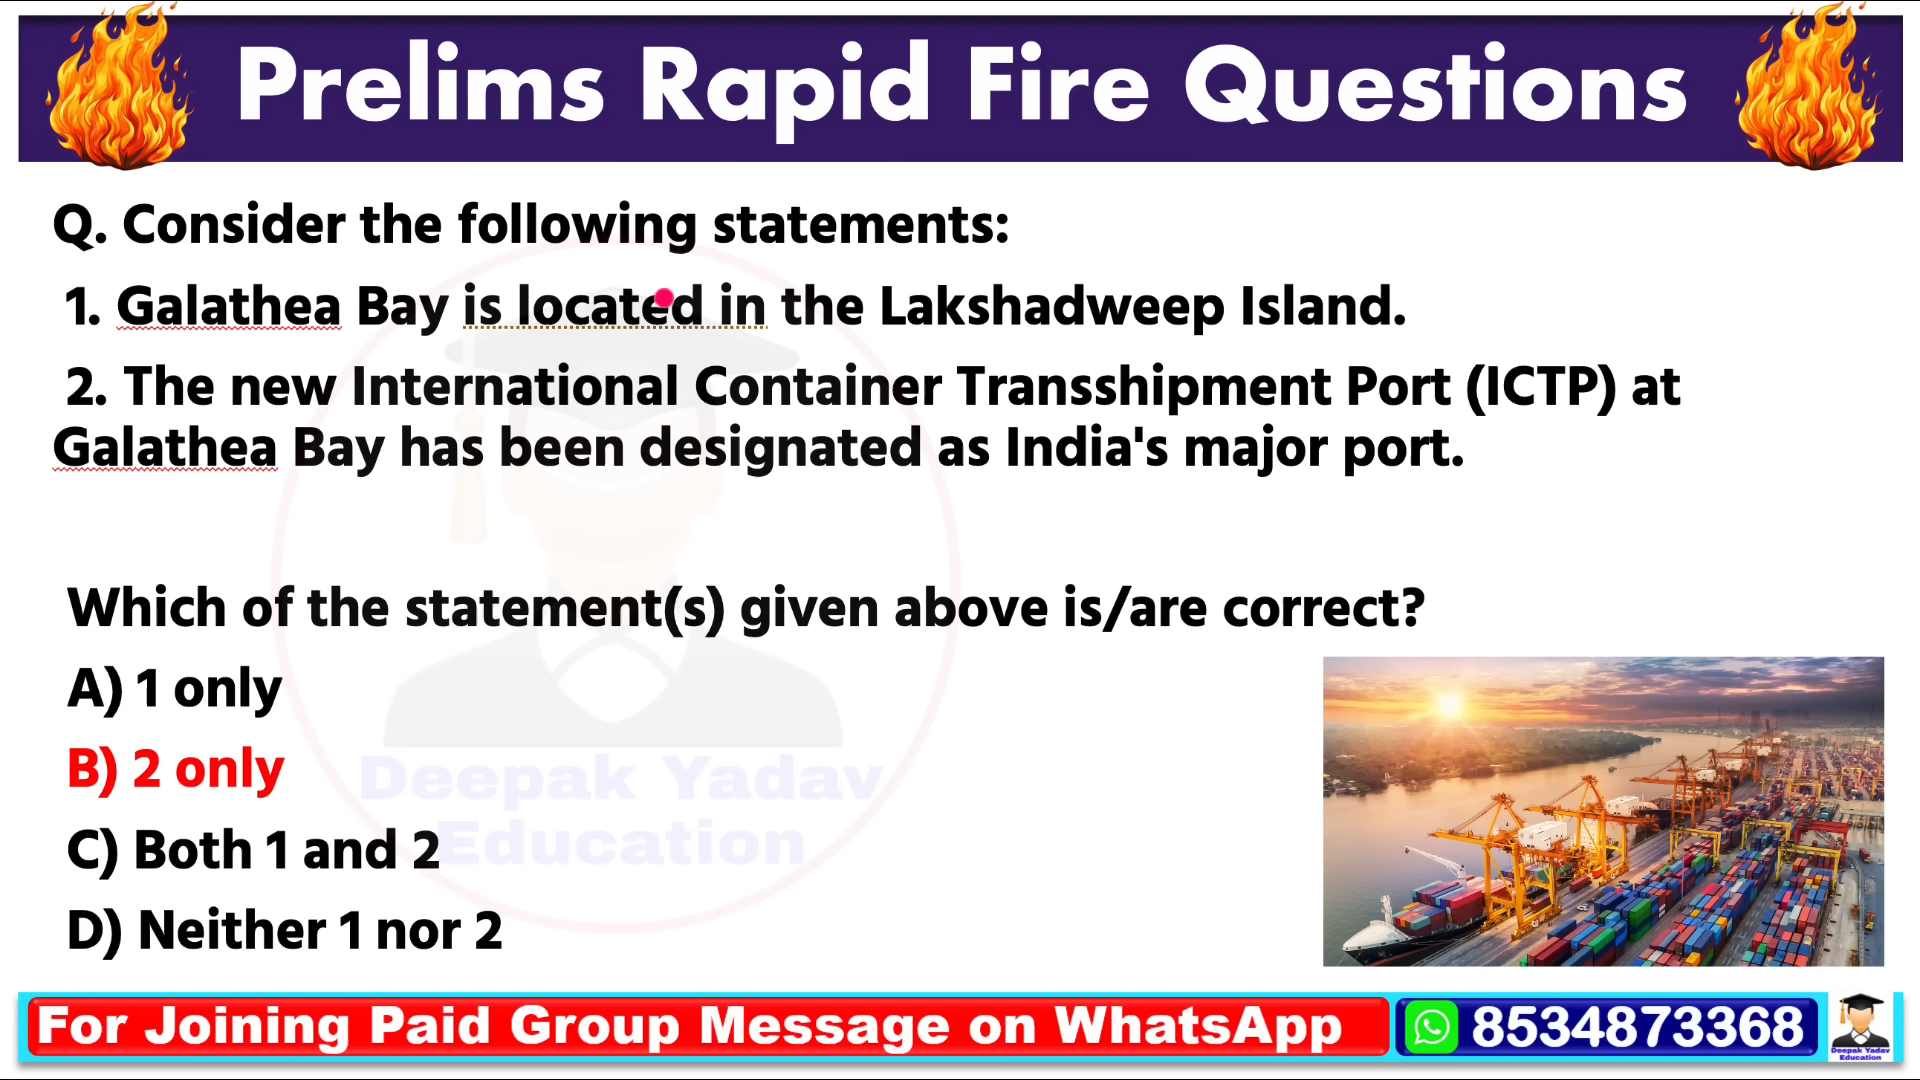 Prelims Rapid Fire Questions
Q. Consider the following statements:
1. Galathea Bay is located in the Lakshadweep Island.
2. The new International Container Transshipment Port (ICTP) at
Galathea Bay has been designated as India's major port.
Which of the statement(s) given above is/are correct?
A) 1 only
B) 2 only
C) Both 1 and 2
D) Neither 1 nor 2
Deepak Yadav
Education
For Joining Paid Group Message on WhatsApp
8534873368
Deepak Yadav
Education